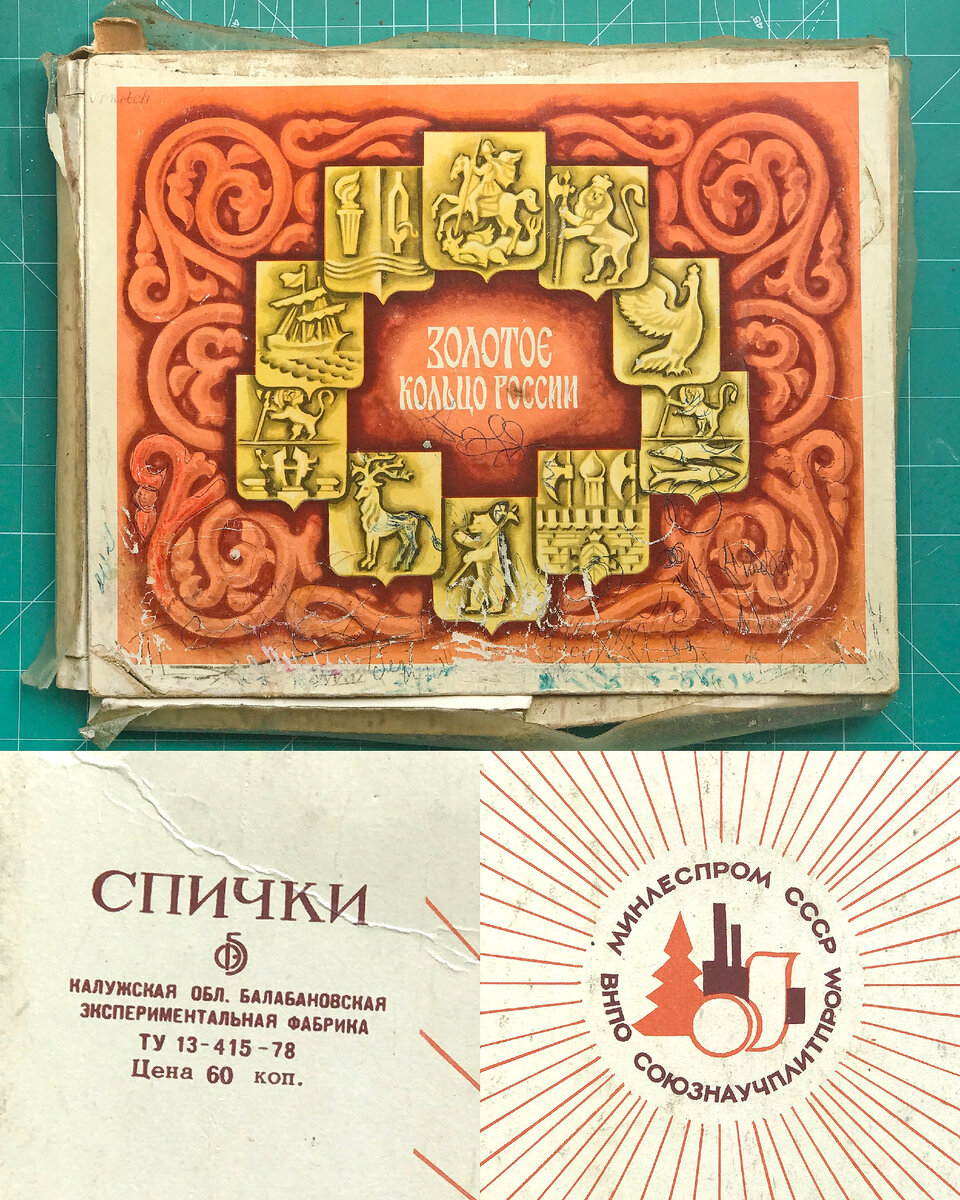 ЗОЛОТОЕ
КОЛЬЦО РОССИИ
СПИЧКИ
КАЛУЖСКАЯ ОБЛ. БАЛАБАНОВСКАЯ
ЭКСПЕРИМЕНТАЛЬНАЯ ФАБРИКА
ТУ 13-415-78
Цена 60 коп.
МИНЛЕСПРОМ СССР
ВНПО СОЮЗНАУЧПЛИТПРОМ